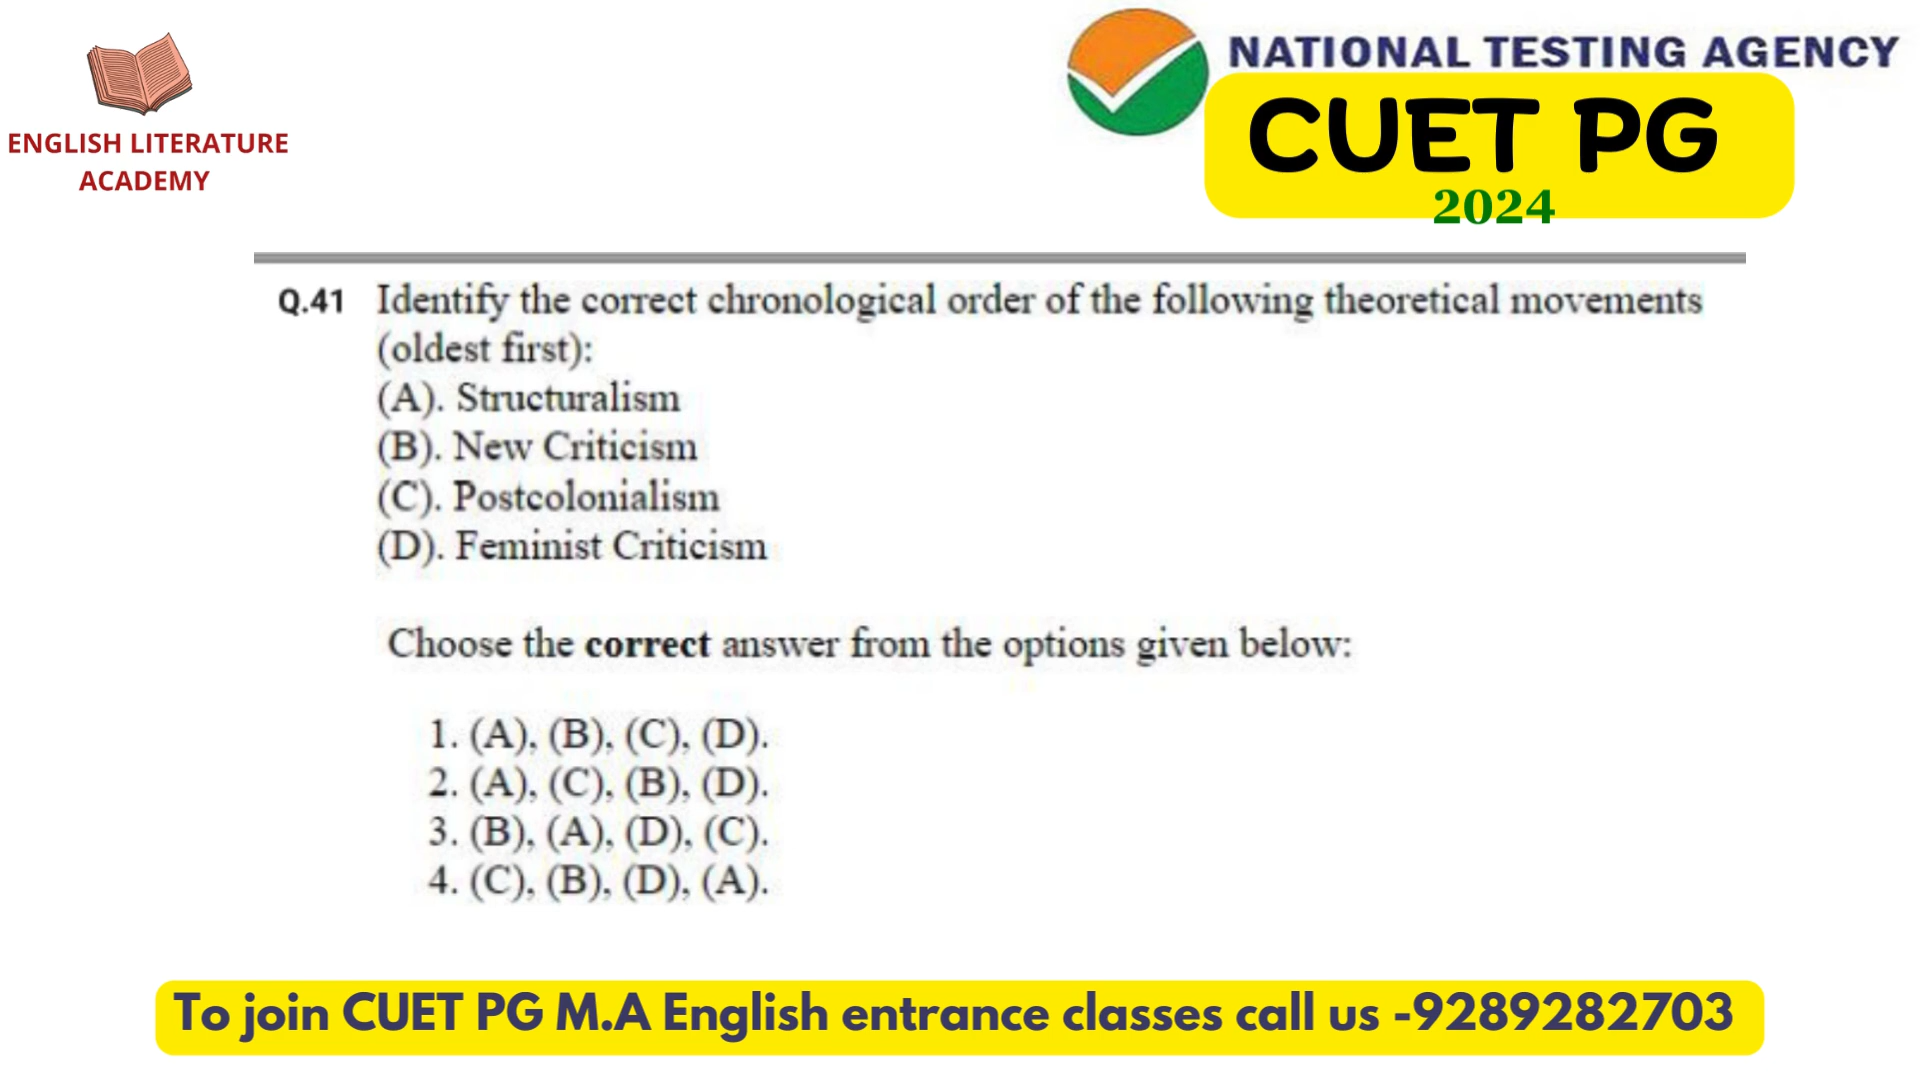 ENGLISH LITERATURE
ACADEMY
NATIONAL TESTING AGENCY
CUET PG
2024
Q.41 Identify the correct chronological order of the following theoretical movements
(oldest first):
(A). Structuralism
(B). New Criticism
(C). Postcolonialism
(D). Feminist Criticism
Choose the correct answer from the options given below:
1. (A), (B), (C), (D).
2. (A), (C), (B), (D).
3. (B), (A), (D), (C).
4. (C), (B), (D), (A).
To join CUET PG M.A English entrance classes call us -9289282703